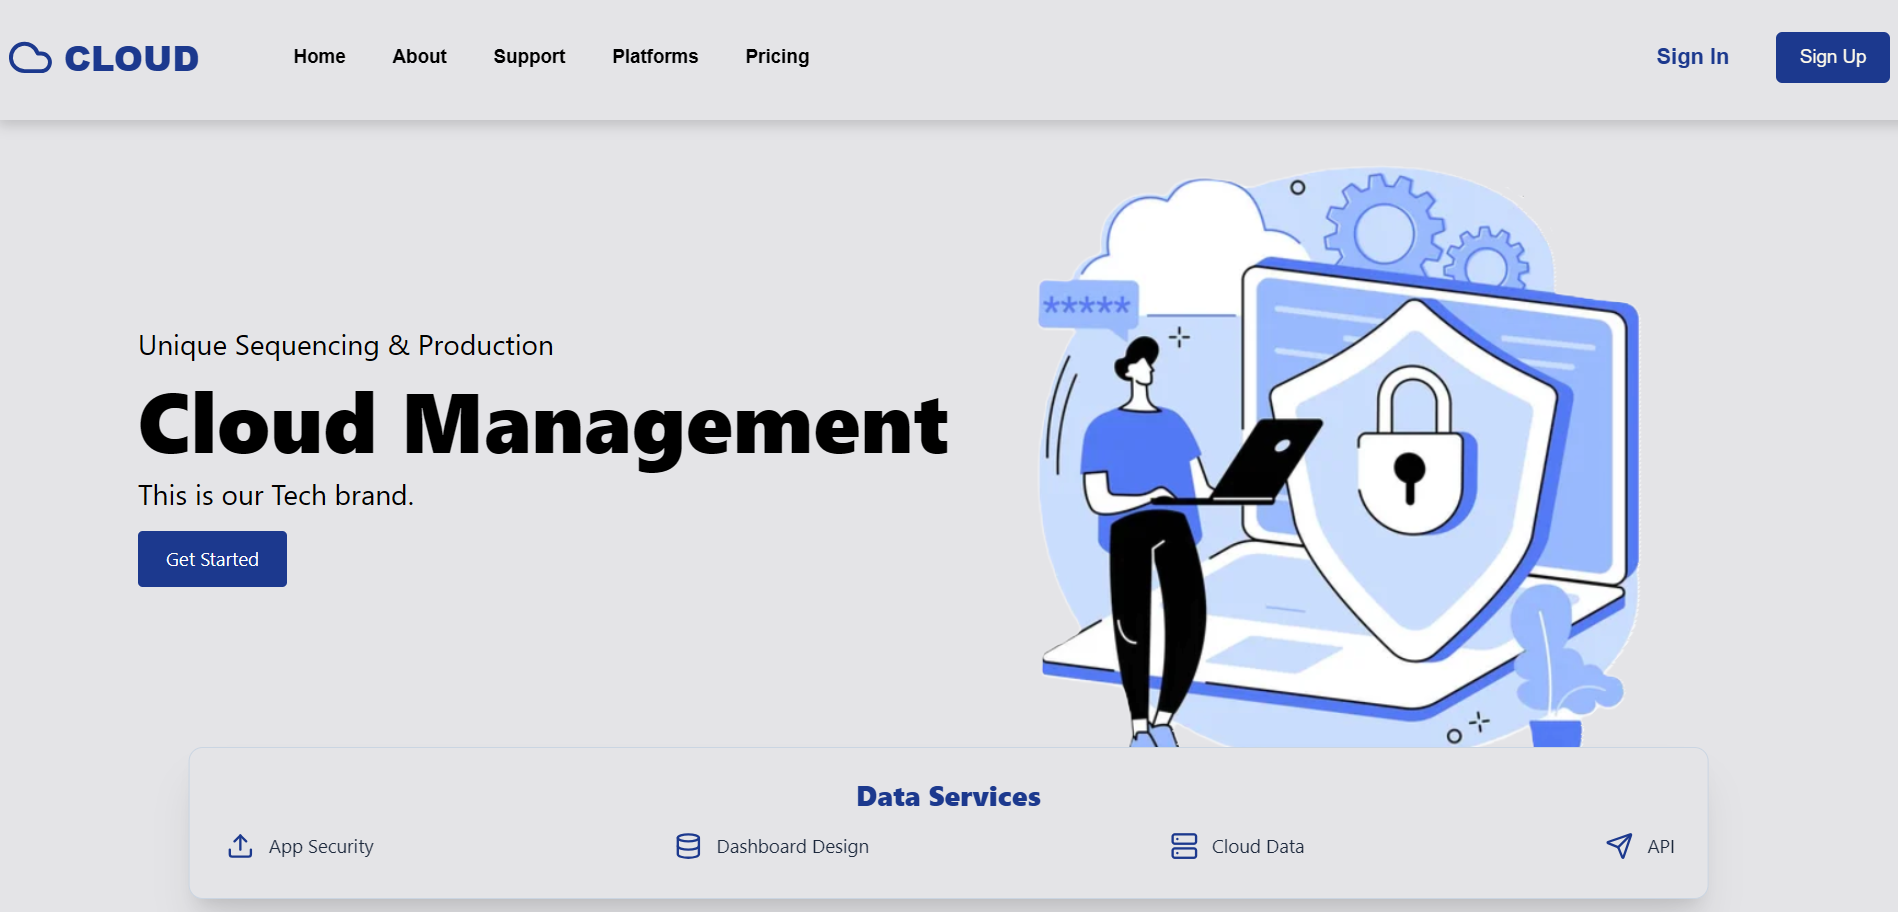 CLOUD
Home About Support Platforms Pricing
Sign In
Sign Up
*****
Unique Sequencing & Production
Cloud Management
This is our Tech brand.
Get Started
Data Services
App Security
Dashboard Design
Cloud Data
API